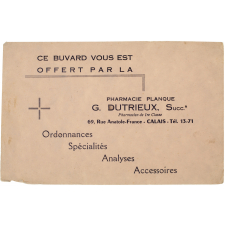 CE BUVARD VOUS EST
OFFERT PAR LA
PHARMACIE PLANQUE
G. DUTRIEUX, Succ.r
Pharmacien de 1re Classe
69, Rue Anatole-France - CALAIS - Tél. 13-71
Ordonnances
Spécialités
Analyses
Accessoires